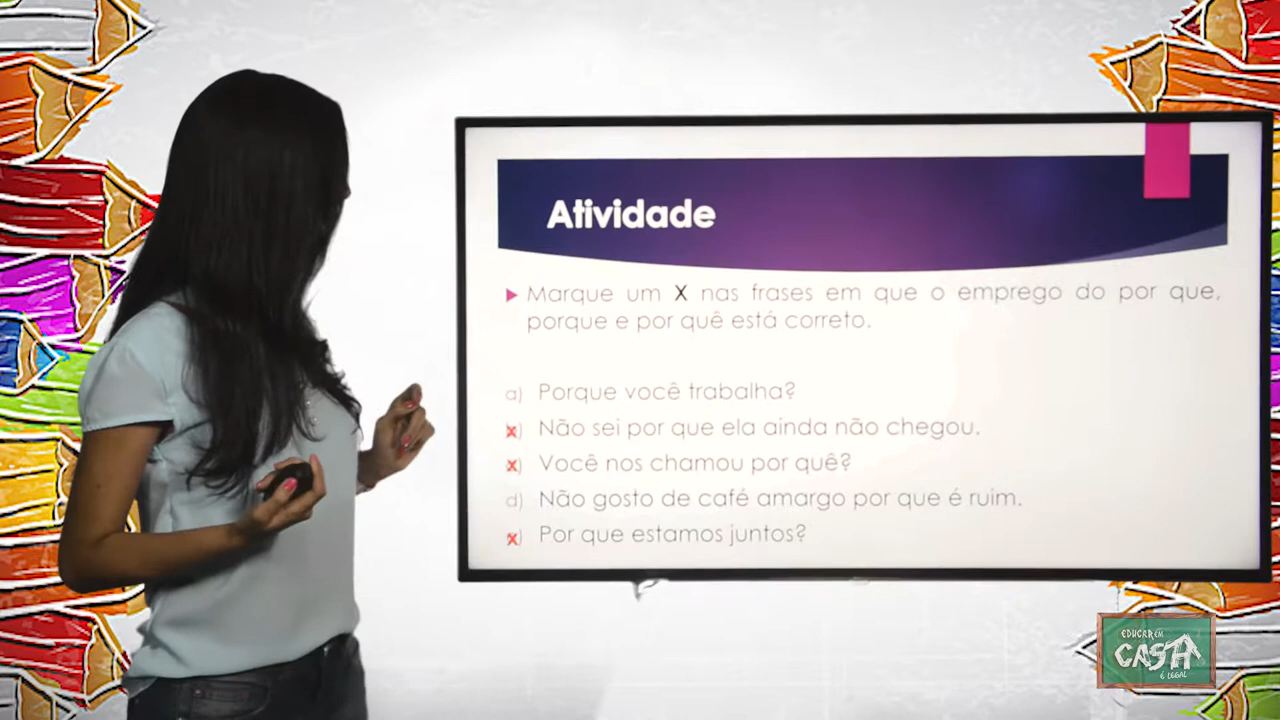 Atividade
Marque um X nas frases em que o emprego do por que,
porque e por quê está correto.
a) Porque você trabalha?
x) Não sei por que ela ainda não chegou.
x) Você nos chamou por quê?
d) Não gosto de café amargo por que é ruim.
x) Por que estamos juntos?
EDUCAR EM
CASA
É LEGAL